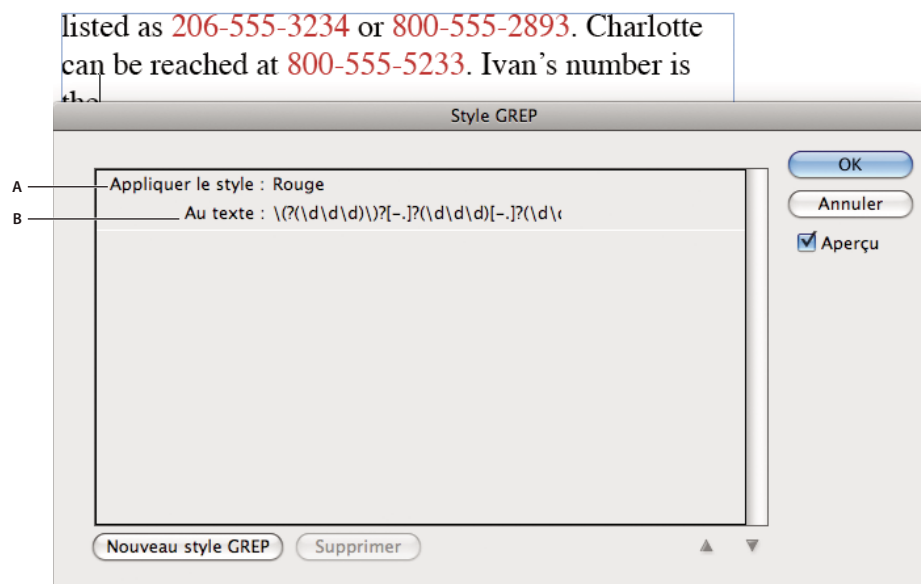 listed as 206-555-3234 or 800-555-2893. Charlotte
can be reached at 800-555-5233. Ivan’s number is
the
Style GREP
A
Appliquer le style : Rouge
B
Au texte : \(?(\d\d\d)\)?[-.]?(\d\d\d)[-.]?(\d\
OK
Annuler
Aperçu
Nouveau style GREP
Supprimer